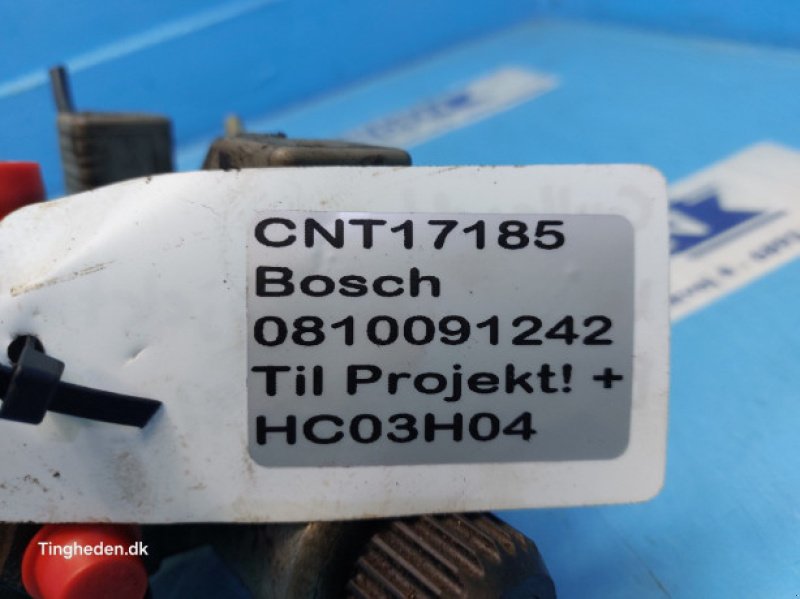 CNT17185
Bosch
0810091242
Til Projekt! +
HC03H04
Tingheden.dk